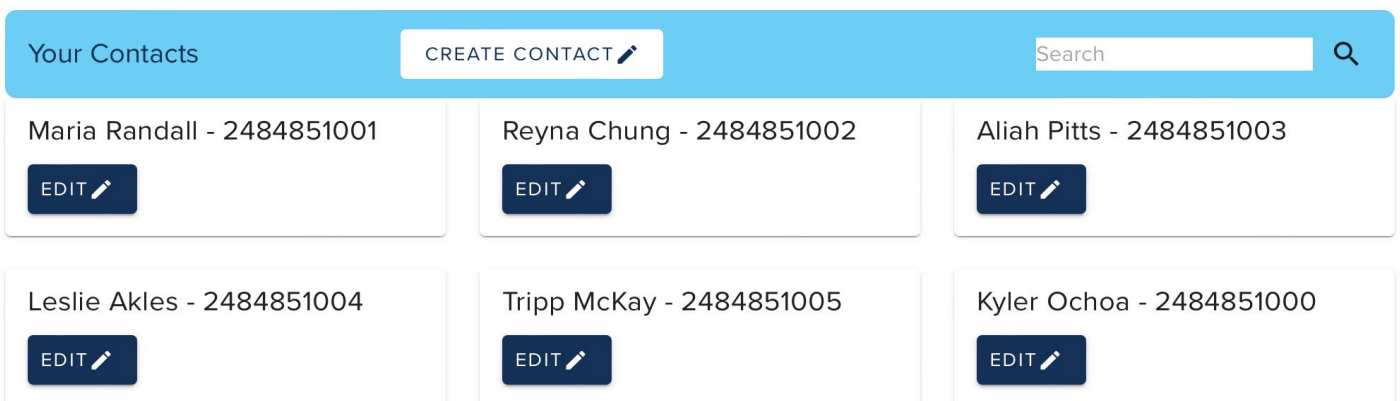 Your Contacts CREATE CONTACT Search
Maria Randall - 2484851001 Reyna Chung - 2484851002 Aliah Pitts - 2484851003
EDIT EDIT EDIT
Leslie Akles - 2484851004 Tripp McKay - 2484851005 Kyler Ochoa - 2484851000
EDIT EDIT EDIT